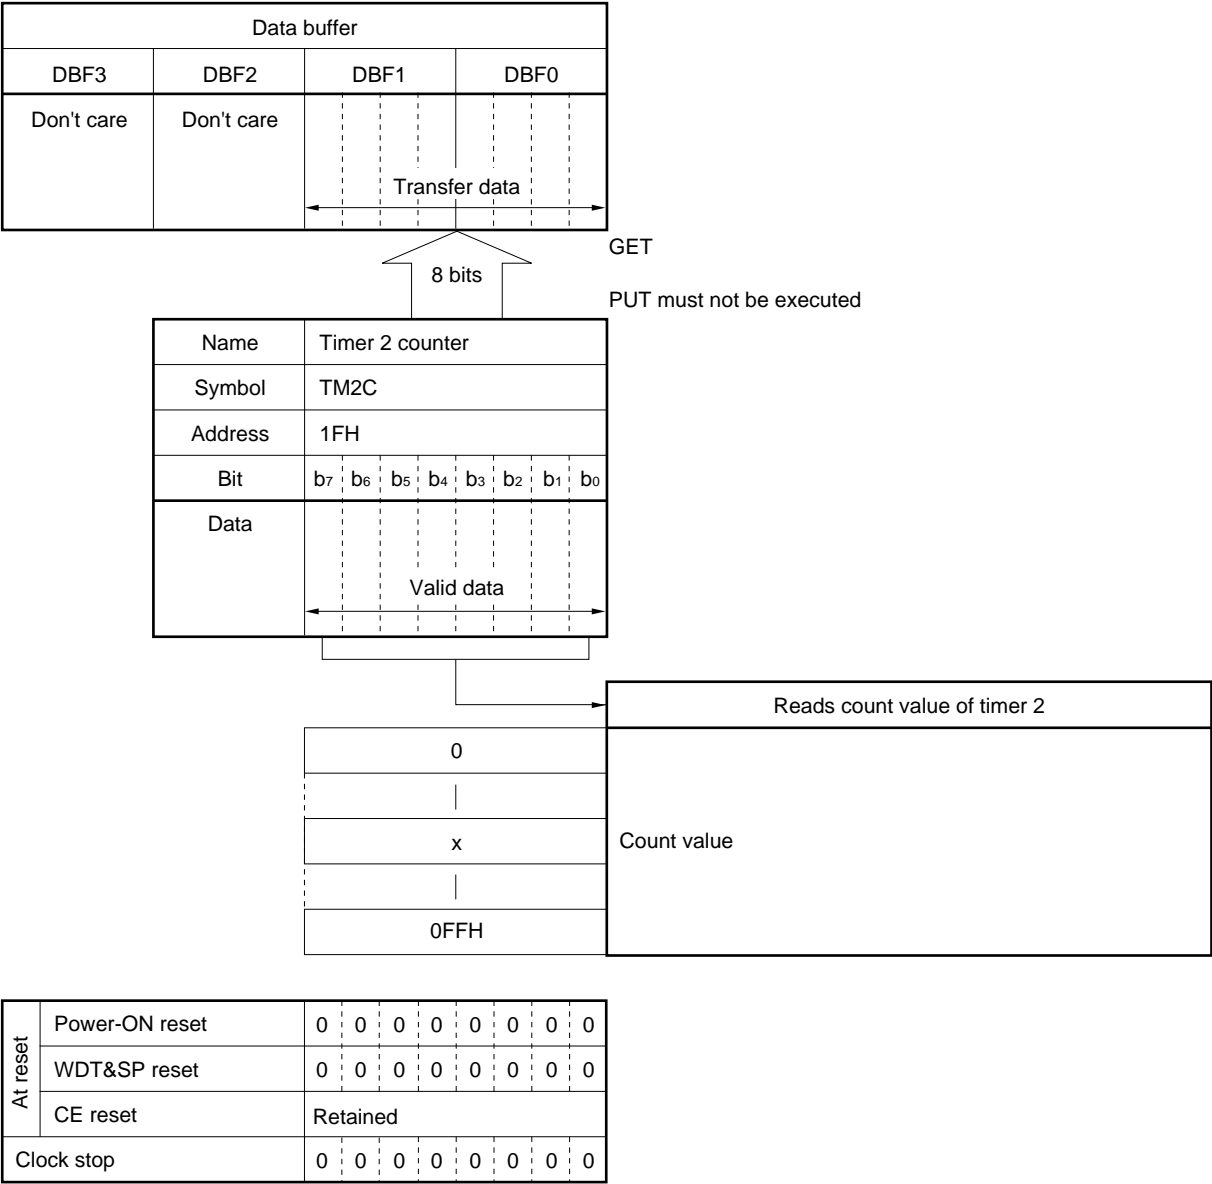 Data buffer
DBF3 DBF2 DBF1 DBF0
Don't care Don't care
Transfer data
GET
8 bits
PUT must not be executed
Name Timer 2 counter
Symbol TM2C
Address 1FH
Bit b7 b6 b5 b4 b3 b2 b1 b0
Data
Valid data
Reads count value of timer 2
0
x Count value
0FFH
At reset
Power-ON reset 0 0 0 0 0 0 0 0
WDT&SP reset 0 0 0 0 0 0 0 0
CE reset Retained
Clock stop 0 0 0 0 0 0 0 0